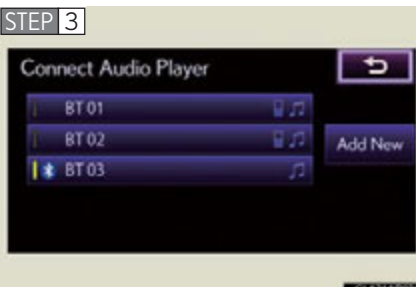 STEP 3
Connect Audio Player
BT 01
BT 02
Add New
BT 03